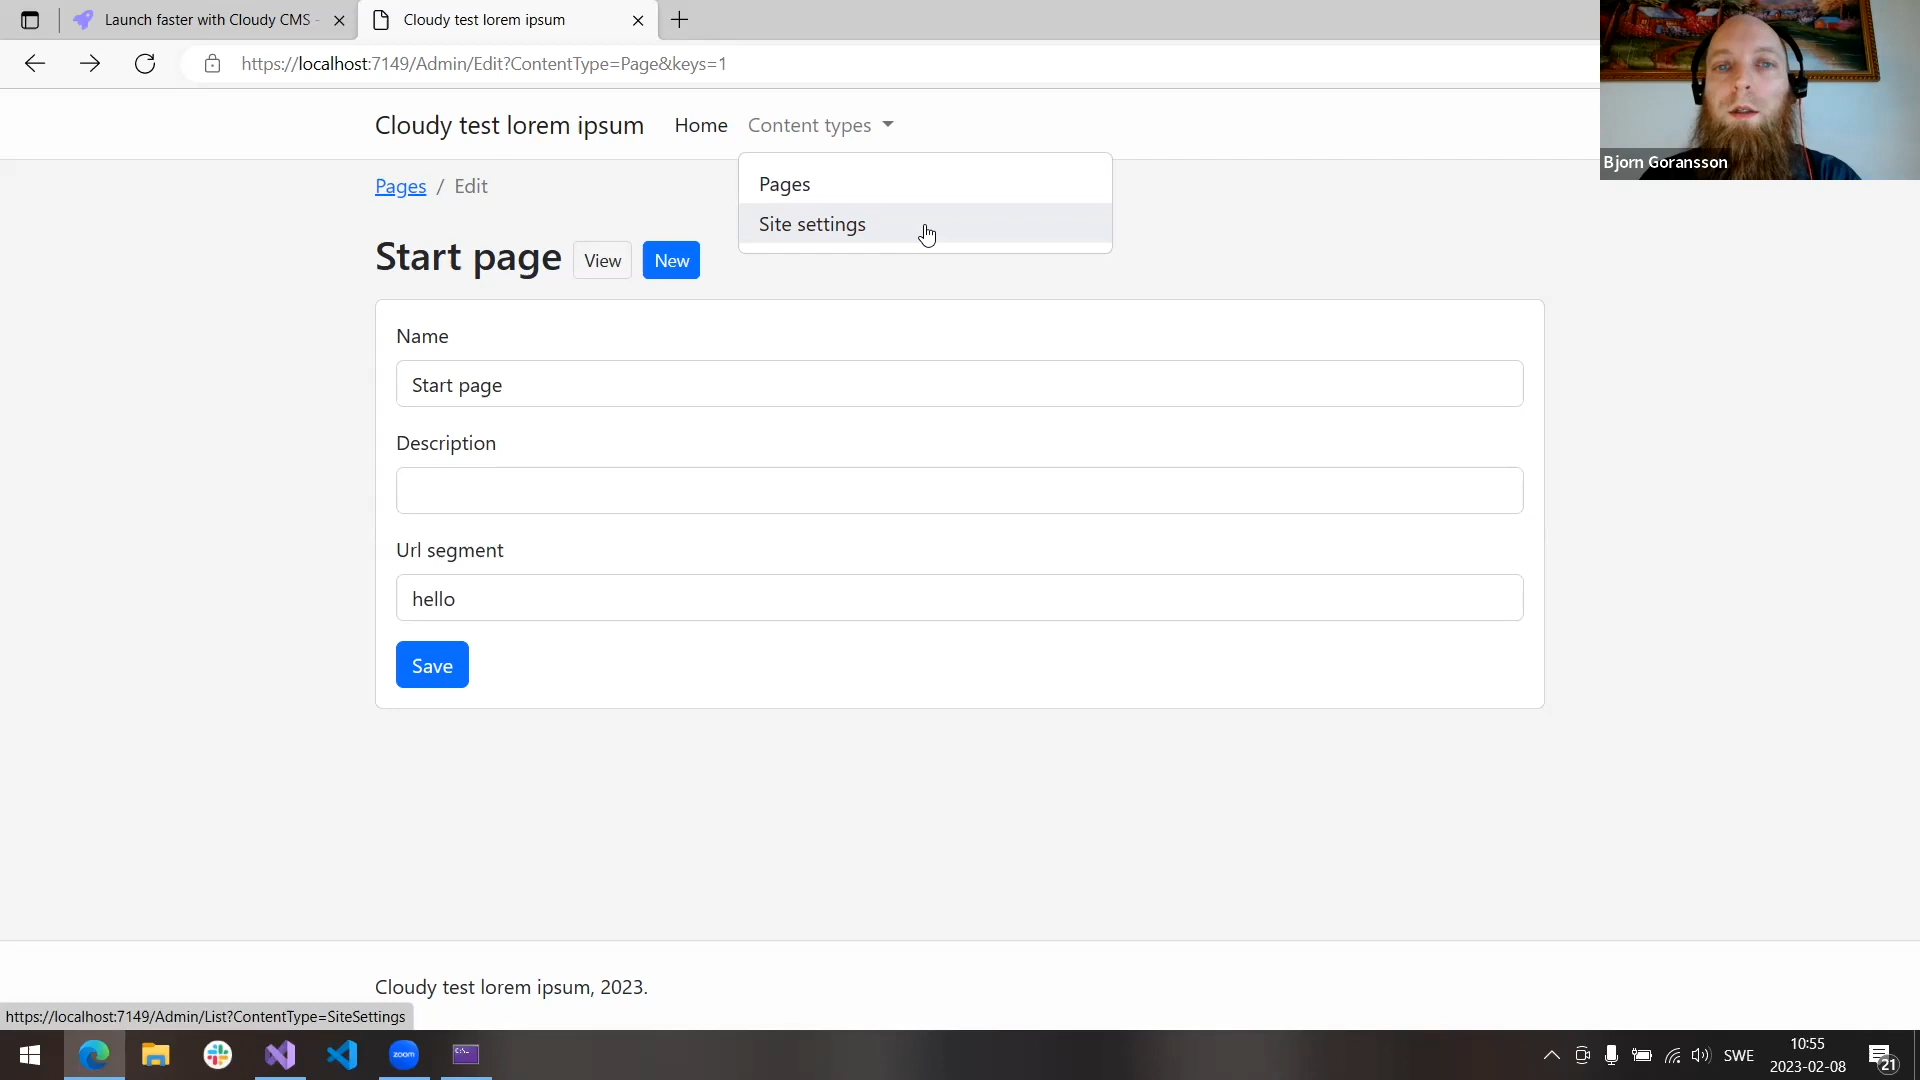 Launch faster with Cloudy CMS -
Cloudy test lorem ipsum
https://localhost:7149/Admin/Edit?ContentType=Page&keys=1
Cloudy test lorem ipsum Home Content types
Bjorn Goransson
Pages
Site settings
Pages / Edit
Start page View New
Name
Start page
Description
Url segment
hello
Save
Cloudy test lorem ipsum, 2023.
https://localhost:7149/Admin/List?ContentType=SiteSettings
zoom
C:\.
SWE
10:55
2023-02-08
21